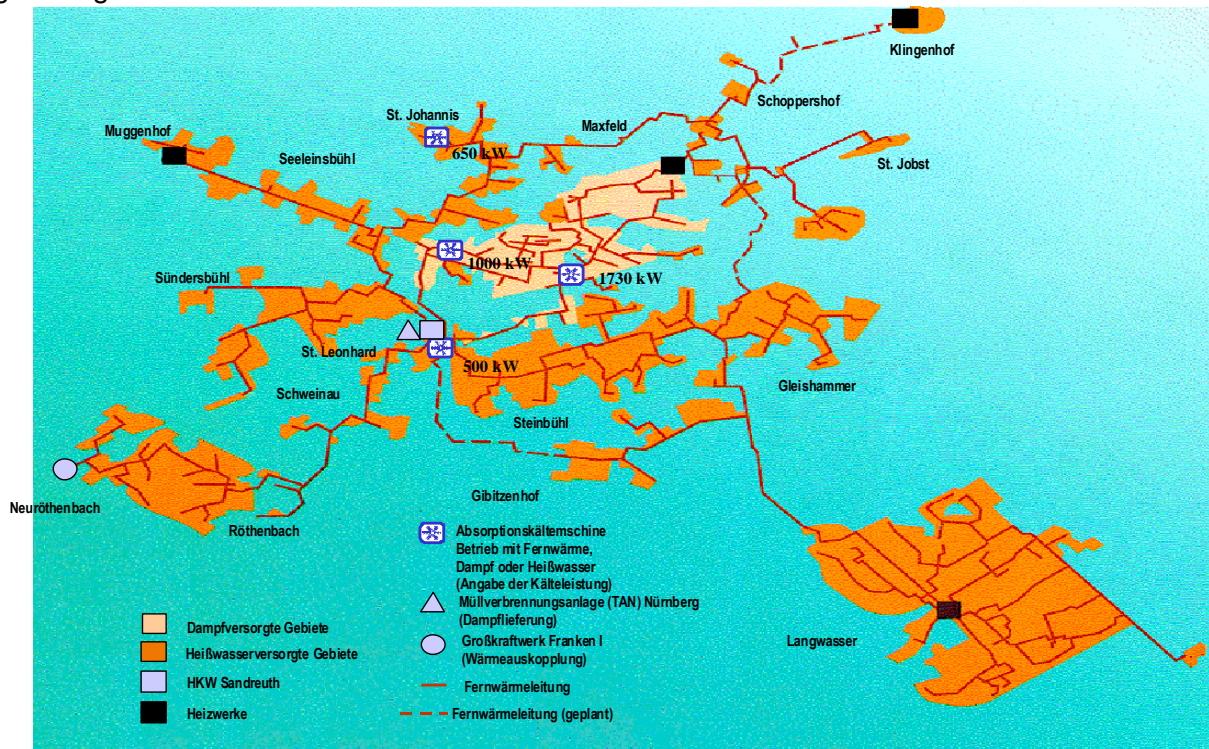 Klingenhof
Schoppershof
St. Johannis
Maxfeld
Muggenhof
650 kW
Seeleinsbühl
St. Jobst
1000 kW
1730 kW
Sündersbühl
St. Leonhard
500 kW
Gleishammer
Schweinau
Steinbühl
Gibitzenhof
Neuröthenbach
Röthenbach
Absorptionskältemschine
Betrieb mit Fernwärme,
Dampf oder Heißwasser
(Angabe der Kälteleistung)
Müllverbrennungsanlage (TAN) Nürnberg
(Dampflieferung)
Großkraftwerk Franken I
(Wärmeauskopplung)
Langwasser
Dampfversorgte Gebiete
Heißwasserversorgte Gebiete
HKW Sandreuth
Heizwerke
Fernwärmeleitung
Fernwärmeleitung (geplant)